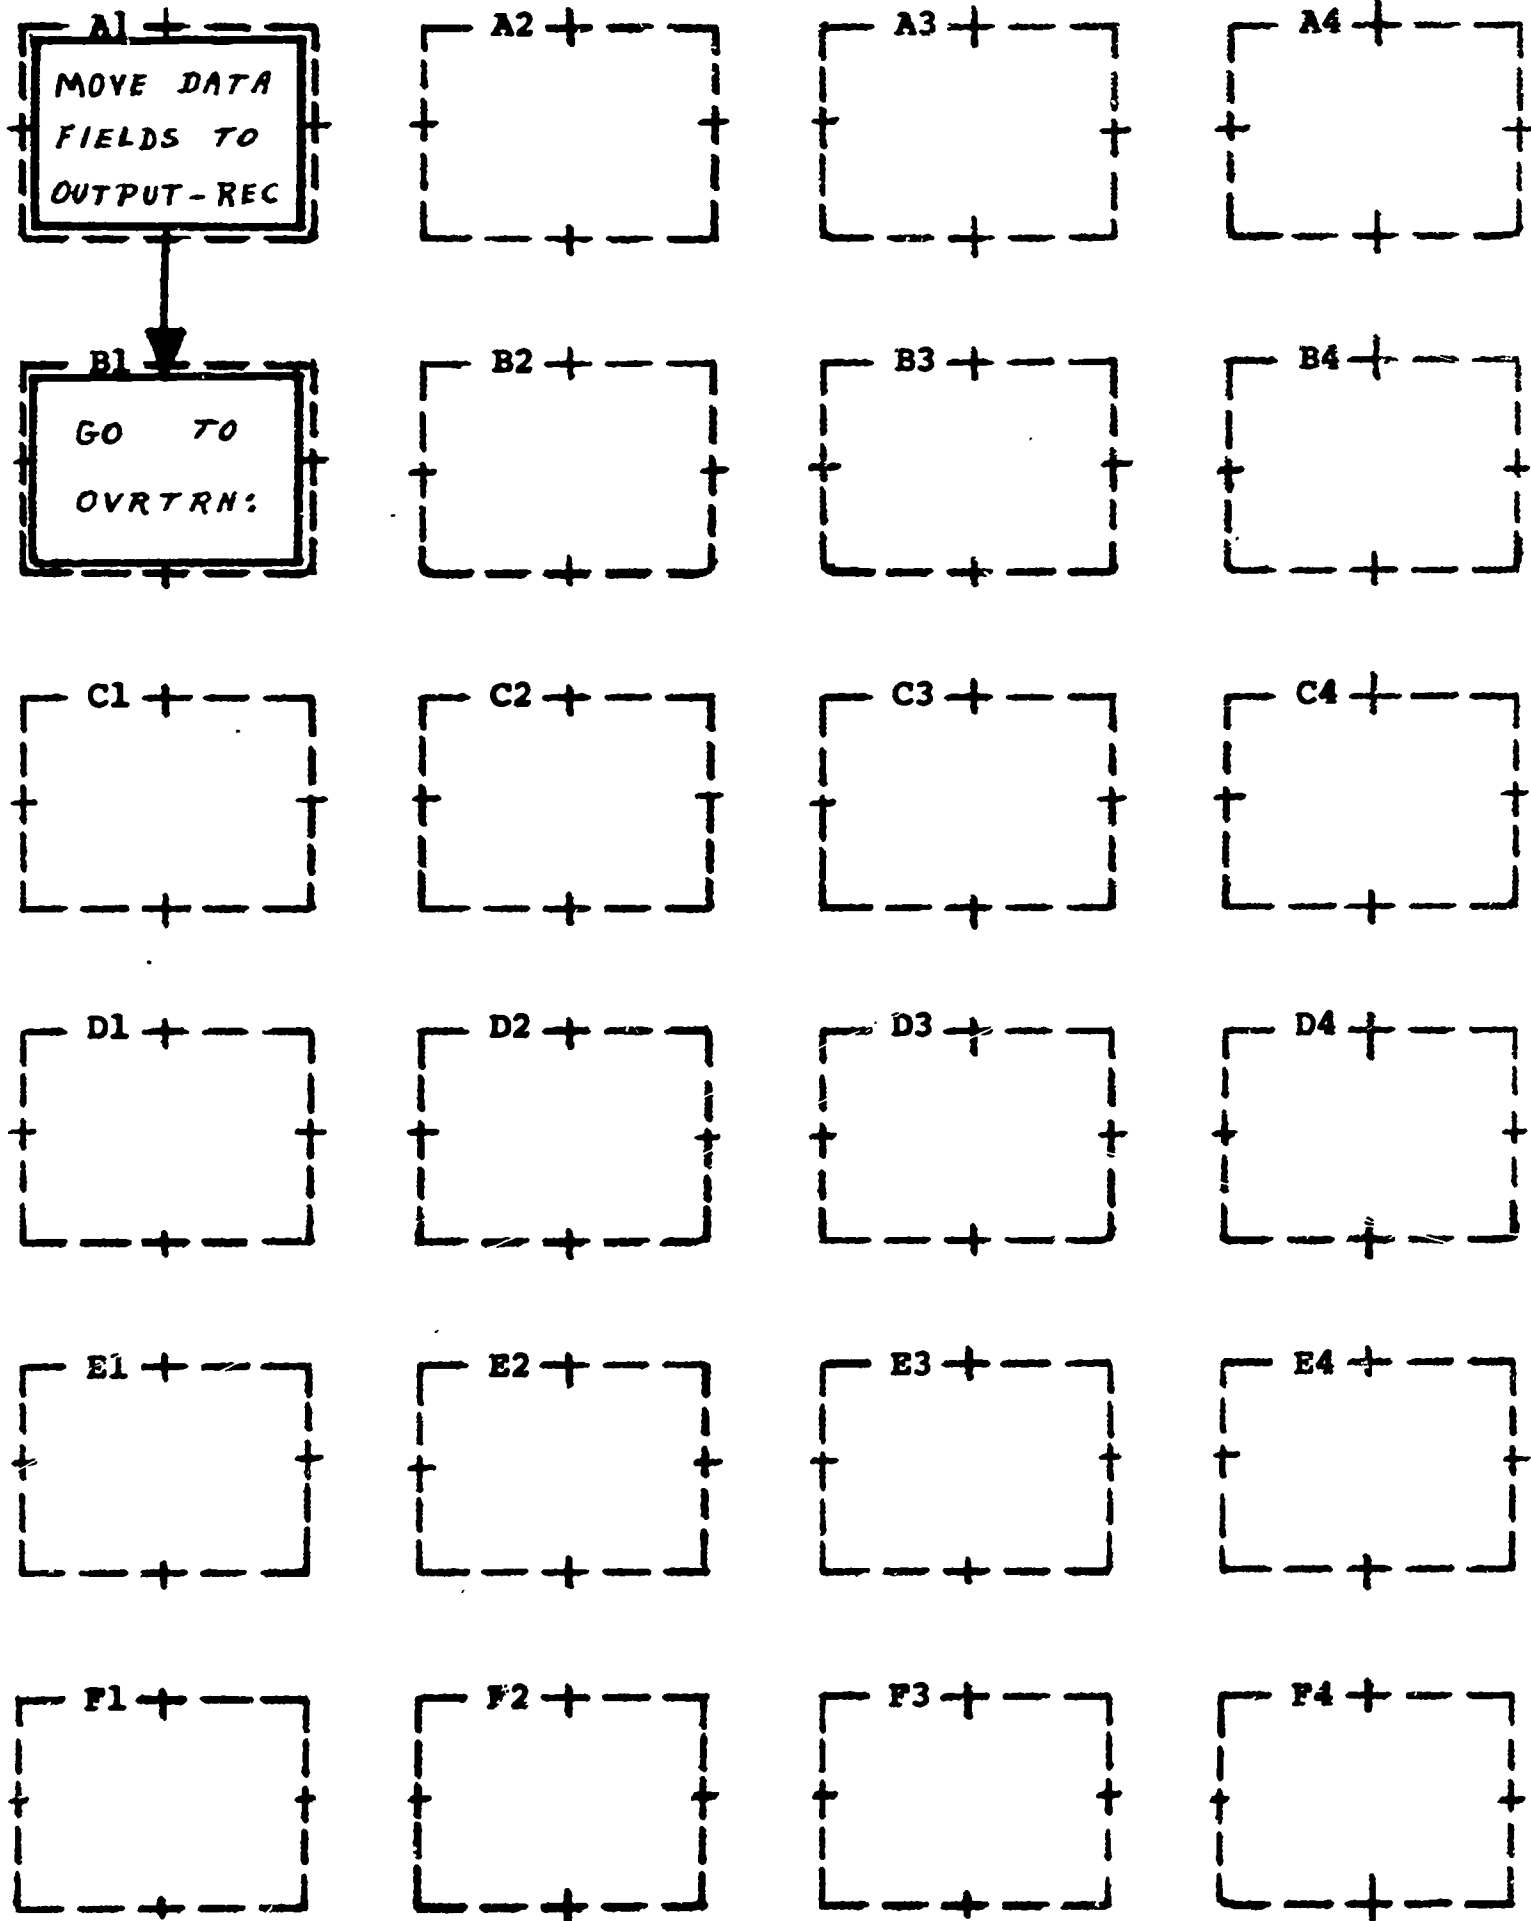 A1 A2 A3 A4
MOVE DATA
FIELDS TO
OUTPUT-REC
B1 B2 B3 B4
GO TO
OVRTRN:
C1 C2 C3 C4
D1 D2 D3 D4
E1 E2 E3 E4
F1 F2 F3 F4